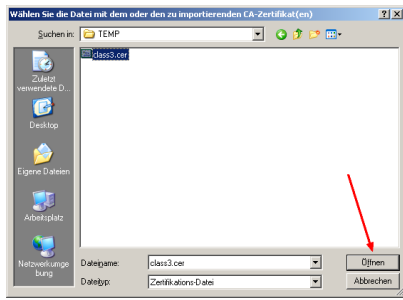 Wählen Sie die Datei mit dem oder den zu importierenden CA-Zertifikat(en)
Suchen in: TEMP
class3.cer
Zuletzt
verwendete D...
Desktop
Eigene Dateien
Arbeitsplatz
Netzwerkumge
bung
Dateiname: class3.cer Öffnen
Dateityp: Zertifikations-Datei Abbrechen